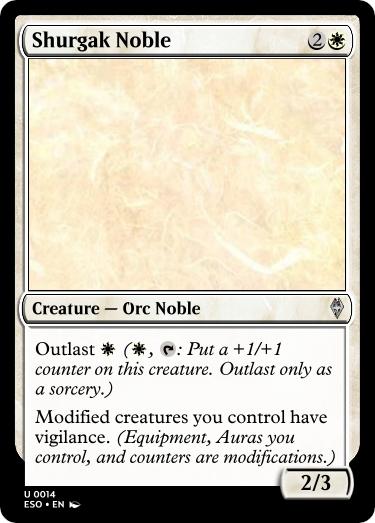 Shurgak Noble 2
Creature — Orc Noble
Outlast (, : Put a +1/+1
counter on this creature. Outlast only as
a sorcery.)
Modified creatures you control have
vigilance. (Equipment, Auras you
control, and counters are modifications.)
2/3
U 0014
ESO • EN